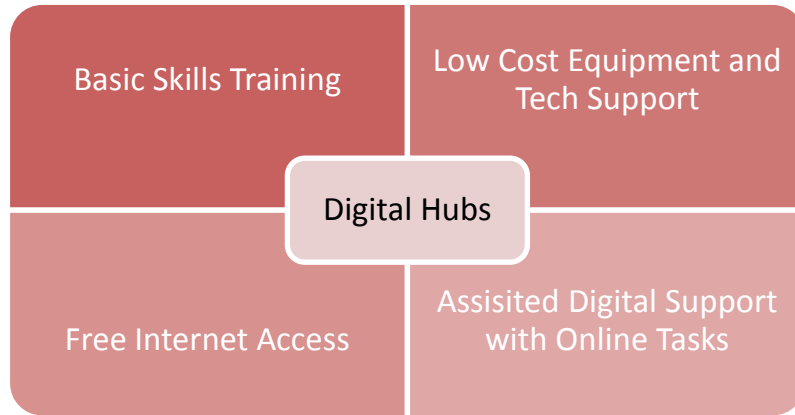 Basic Skills Training
Low Cost Equipment and
Tech Support
Digital Hubs
Free Internet Access
Assisited Digital Support
with Online Tasks